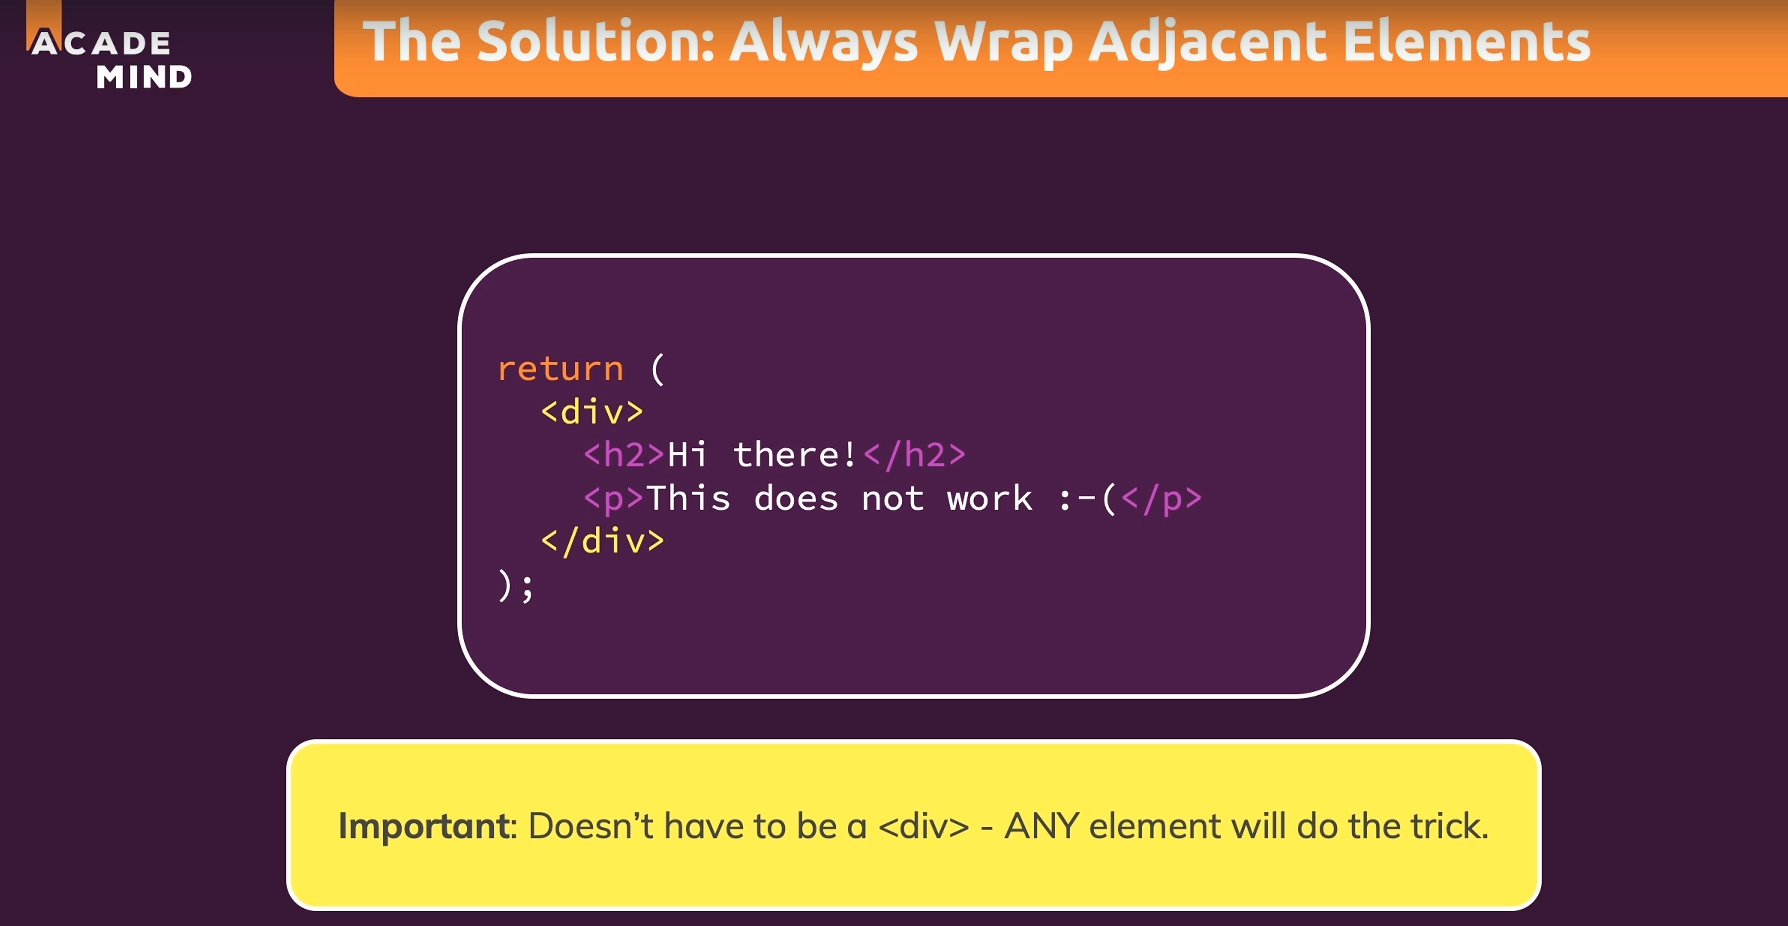 ACADE
MIND
The Solution: Always Wrap Adjacent Elements
return (
  <div>
    <h2>Hi there!</h2>
    <p>This does not work :-(</p>
  </div>
);
Important: Doesn’t have to be a <div> - ANY element will do the trick.